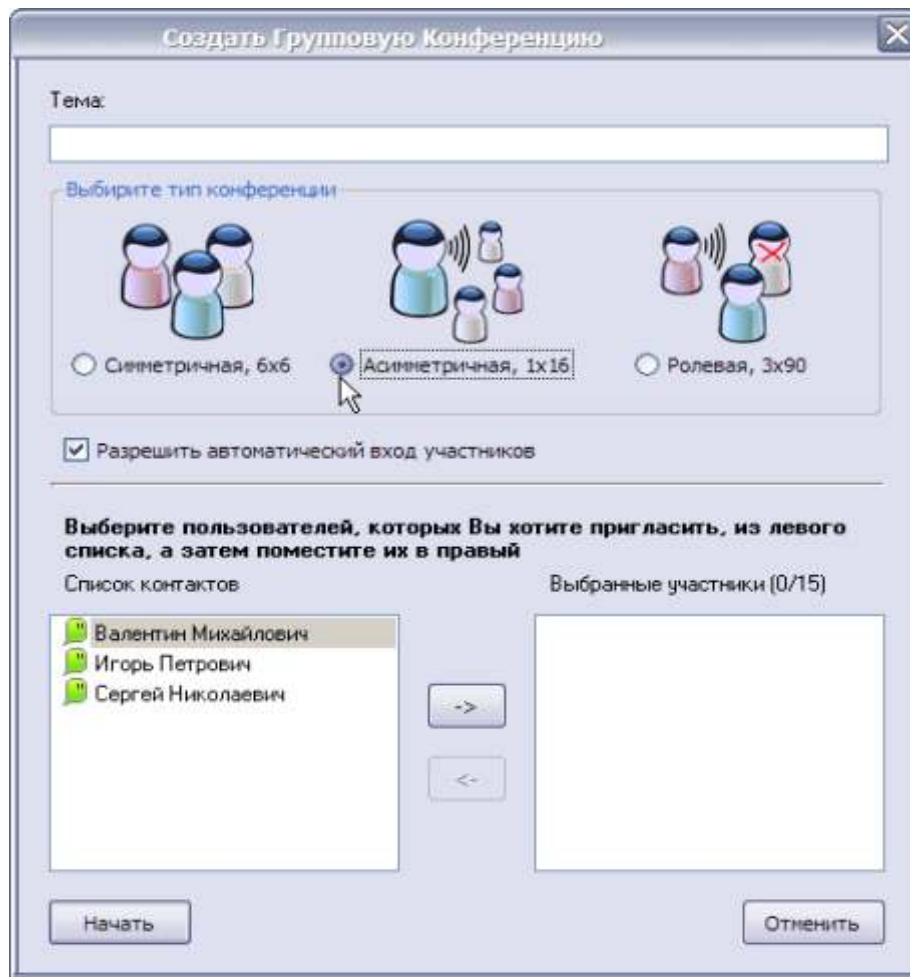 Создать Групповую Конференцию
Тема:
Выбирите тип конференции
Симметричная, 6x6
Асимметричная, 1x16
Ролевая, 3x90
Разрешить автоматический вход участников
Выберите пользователей, которых Вы хотите пригласить, из левого
списка, а затем поместите их в правый
Список контактов
Выбранные участники (0/15)
Валентин Михайлович
Игорь Петрович
Сергей Николаевич
->
<-
Начать
Отменить